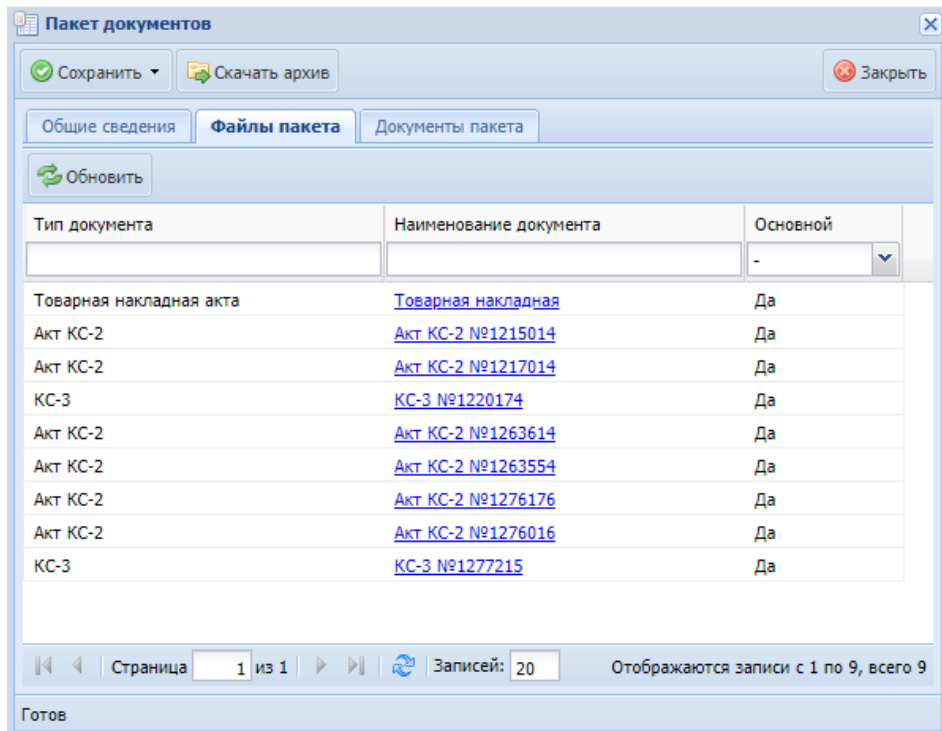 Пакет документов
Сохранить Скачать архив Закрыть
Общие сведения Файлы пакета Документы пакета
Обновить
Тип документа Наименование документа Основной
-
Товарная накладная акта Товарная накладная Да
Акт КС-2 Акт КС-2 №1215014 Да
Акт КС-2 Акт КС-2 №1217014 Да
КС-3 КС-3 №1220174 Да
Акт КС-2 Акт КС-2 №1263614 Да
Акт КС-2 Акт КС-2 №1263554 Да
Акт КС-2 Акт КС-2 №1276176 Да
Акт КС-2 Акт КС-2 №1276016 Да
КС-3 КС-3 №1277215 Да
Страница 1 из 1 Записей: 20 Отображаются записи с 1 по 9, всего 9
Готов